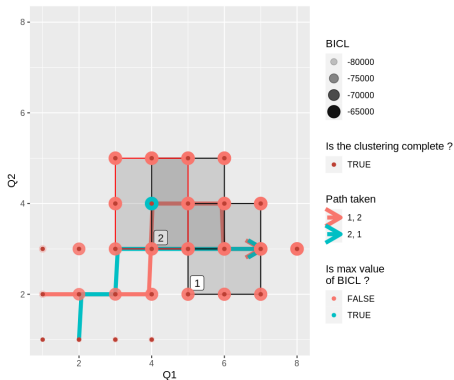 8
6
4
2
Q2
2
1
2
4
6
8
Q1
BICL
-80000
-75000
-70000
-65000
Is the clustering complete ?
TRUE
Path taken
1, 2
2, 1
Is max value
of BICL ?
FALSE
TRUE